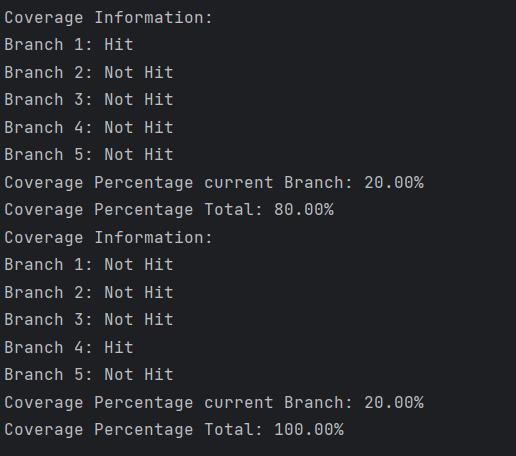 Coverage Information:
Branch 1: Hit
Branch 2: Not Hit
Branch 3: Not Hit
Branch 4: Not Hit
Branch 5: Not Hit
Coverage Percentage current Branch: 20.00%
Coverage Percentage Total: 80.00%
Coverage Information:
Branch 1: Not Hit
Branch 2: Not Hit
Branch 3: Not Hit
Branch 4: Hit
Branch 5: Not Hit
Coverage Percentage current Branch: 20.00%
Coverage Percentage Total: 100.00%